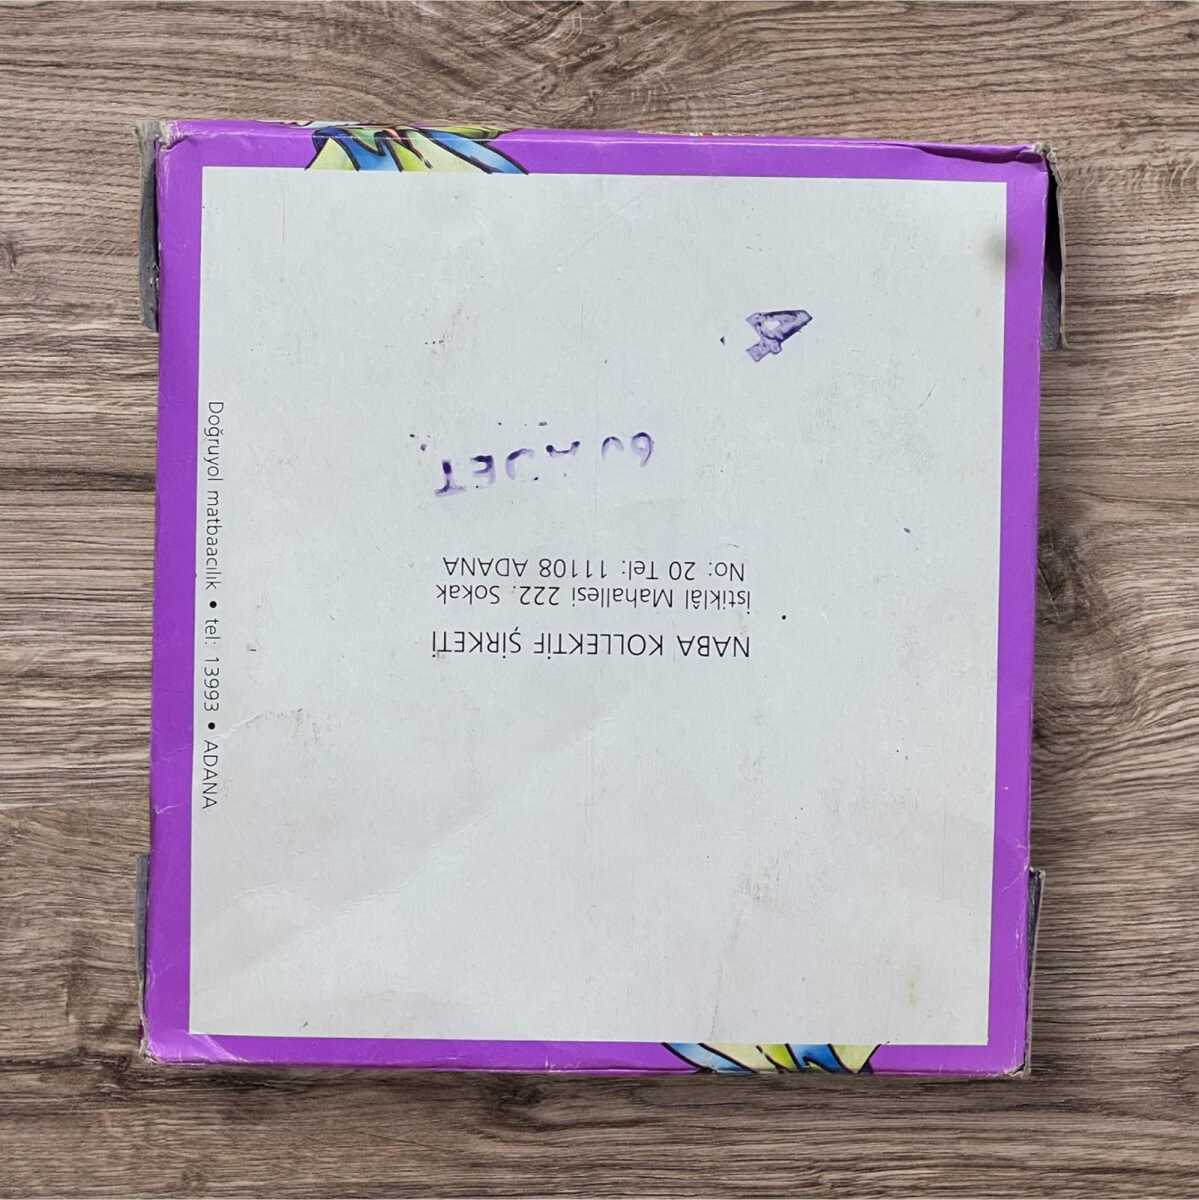 NABA KOLLEKTİF ŞİRKETİ
İstiklâl Mahallesi 222. Sokak
No: 20 Tel: 11108 ADANA
60 ADET
4
Doğruyol matbaacılık • tel: 13993 • ADANA